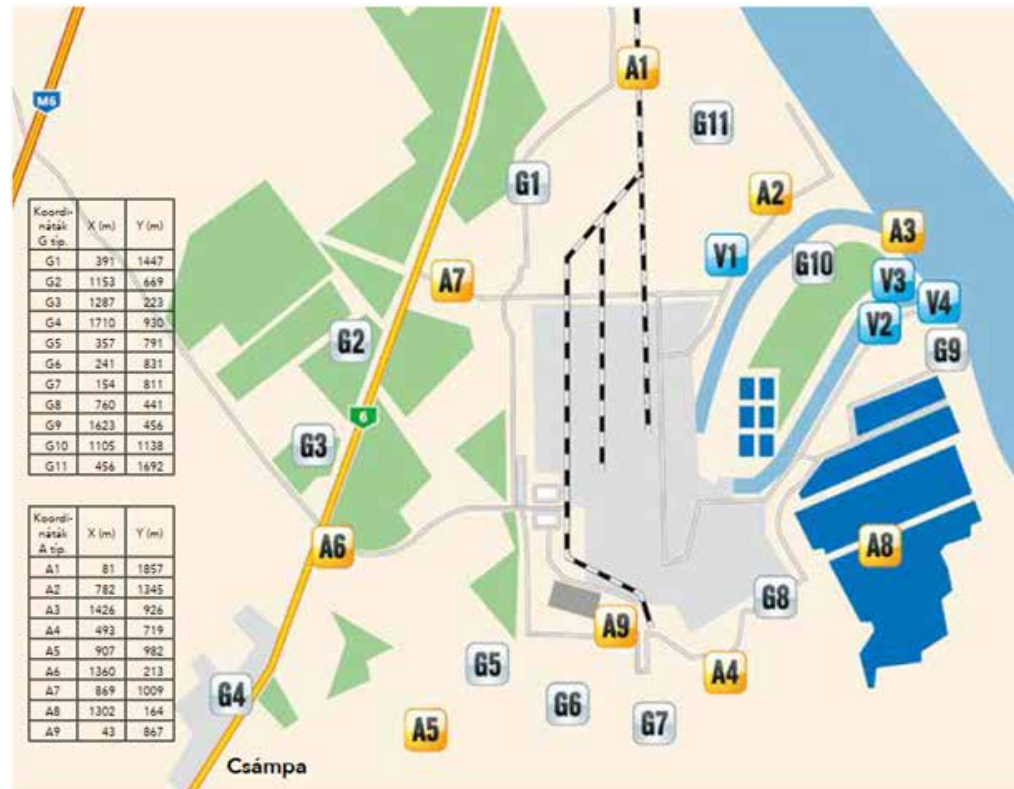 A1
M6
G11
G1
A2
A3
V1
G10
V3
A7
V4
V2
G2
G9
6
G3
A6
A8
G8
A9
G5
A4
G4
G6
G7
A5
Csámpa
Koordi-
náták
G típ. X (m) Y (m)
G1 391 1447
G2 1153 669
G3 1287 223
G4 1710 930
G5 357 791
G6 241 831
G7 154 811
G8 760 441
G9 1623 456
G10 1105 1138
G11 456 1692
Koordi-
náták
A típ. X (m) Y (m)
A1 81 1857
A2 782 1345
A3 1426 926
A4 493 719
A5 907 982
A6 1360 213
A7 869 1009
A8 1302 164
A9 43 867